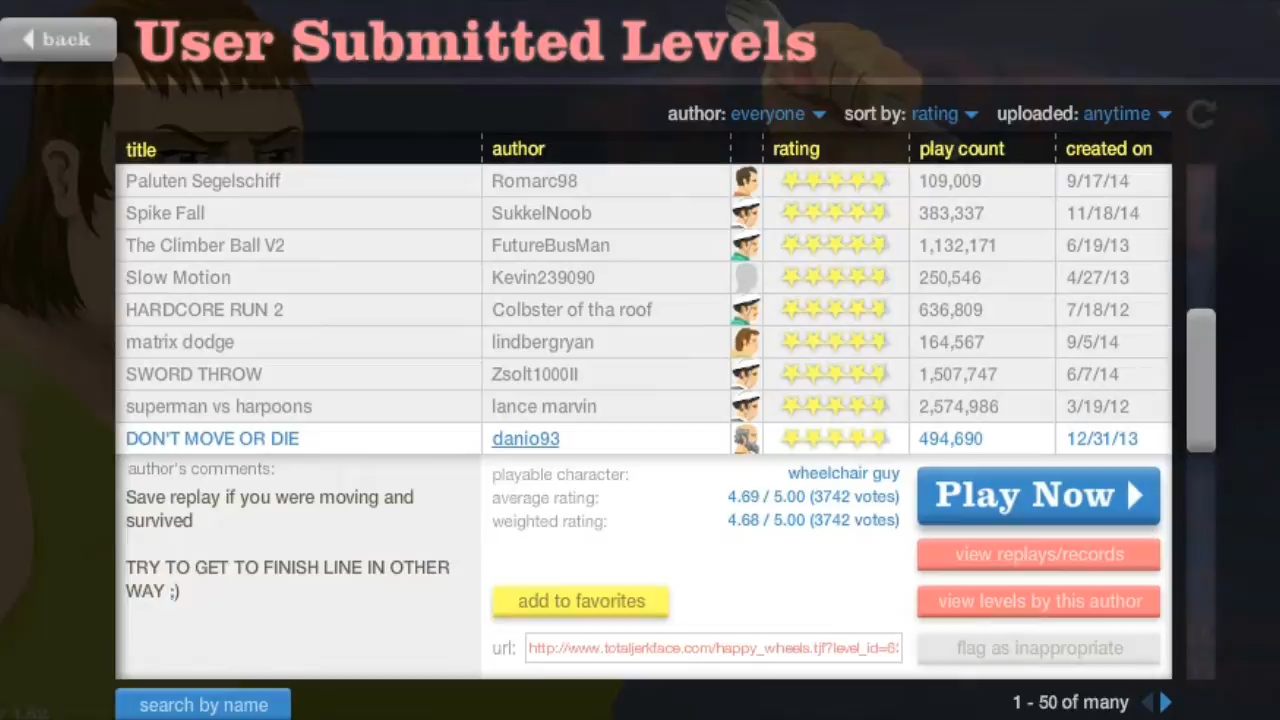 back
User Submitted Levels
author: everyone sort by: rating uploaded: anytime
title author rating play count created on
Paluten Segelschiff Romarc98 109,009 9/17/14
Spike Fall SukkelNoob 383,337 11/18/14
The Climber Ball V2 FutureBusMan 1,132,171 6/19/13
Slow Motion Kevin239090 250,546 4/27/13
HARDCORE RUN 2 Colbster of tha roof 636,809 7/18/12
matrix dodge lindbergryan 164,567 9/5/14
SWORD THROW Zsolt1000II 1,507,747 6/7/14
superman vs harpoons lance marvin 2,574,986 3/19/12
DON'T MOVE OR DIE danio93 494,690 12/31/13
author's comments:
Save replay if you were moving and
survived
TRY TO GET TO FINISH LINE IN OTHER
WAY ;)
playable character: wheelchair guy
average rating: 4.69 / 5.00 (3742 votes)
weighted rating: 4.68 / 5.00 (3742 votes)
add to favorites
url: http://www.totaljerkface.com/happy_wheels.tjf?level_id=6
Play Now
view replays/records
view levels by this author
flag as inappropriate
search by name
1 - 50 of many